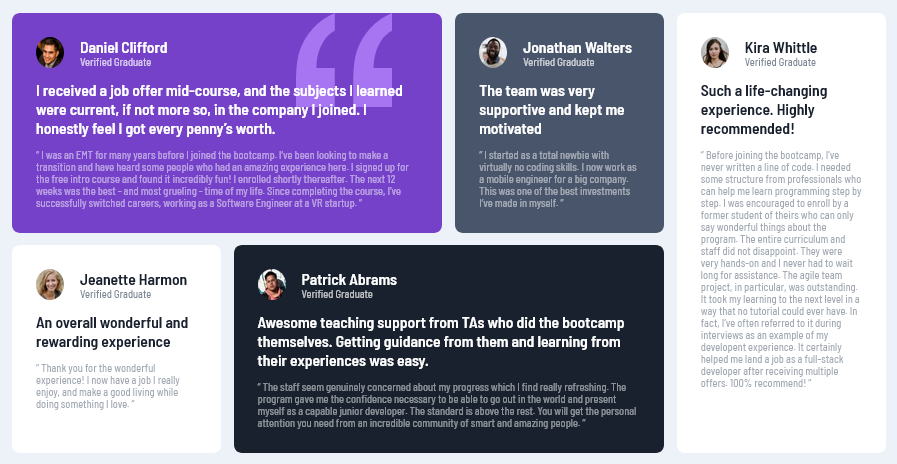 Daniel Clifford
Verified Graduate
I received a job offer mid-course, and the subjects I learned
were current, if not more so, in the company I joined. I
honestly feel I got every penny’s worth.
“ I was an EMT for many years before I joined the bootcamp. I’ve been looking to make a
transition and have heard some people who had an amazing experience here. I signed up for
the free intro course and found it incredibly fun! I enrolled shortly thereafter. The next 12
weeks was the best - and most grueling - time of my life. Since completing the course, I’ve
successfully switched careers, working as a Software Engineer at a VR startup. ”
Jonathan Walters
Verified Graduate
The team was very
supportive and kept me
motivated
“ I started as a total newbie with
virtually no coding skills. I now work as
a mobile engineer for a big company.
This was one of the best investments
I’ve made in myself. ”
Kira Whittle
Verified Graduate
Such a life-changing
experience. Highly
recommended!
“ Before joining the bootcamp, I’ve
never written a line of code. I needed
some structure from professionals who
can help me learn programming step by
step. I was encouraged to enroll by a
former student of theirs who can only
say wonderful things about the
program. The entire curriculum and
staff did not disappoint. They were
very hands-on and I never had to wait
long for assistance. The agile team
project, in particular, was outstanding.
It took my learning to the next level in a
way that no tutorial could ever have. In
fact, I’ve often referred to it during
interviews as an example of my
developent experience. It certainly
helped me land a job as a full-stack
developer after receiving multiple
offers. 100% recommend! ”
Jeanette Harmon
Verified Graduate
An overall wonderful and
rewarding experience
“ Thank you for the wonderful
experience! I now have a job I really
enjoy, and make a good living while
doing something I love. ”
Patrick Abrams
Verified Graduate
Awesome teaching support from TAs who did the bootcamp
themselves. Getting guidance from them and learning from
their experiences was easy.
“ The staff seem genuinely concerned about my progress which I find really refreshing. The
program gave me the confidence necessary to be able to go out in the world and present
myself as a capable junior developer. The standard is above the rest. You will get the personal
attention you need from an incredible community of smart and amazing people. ”